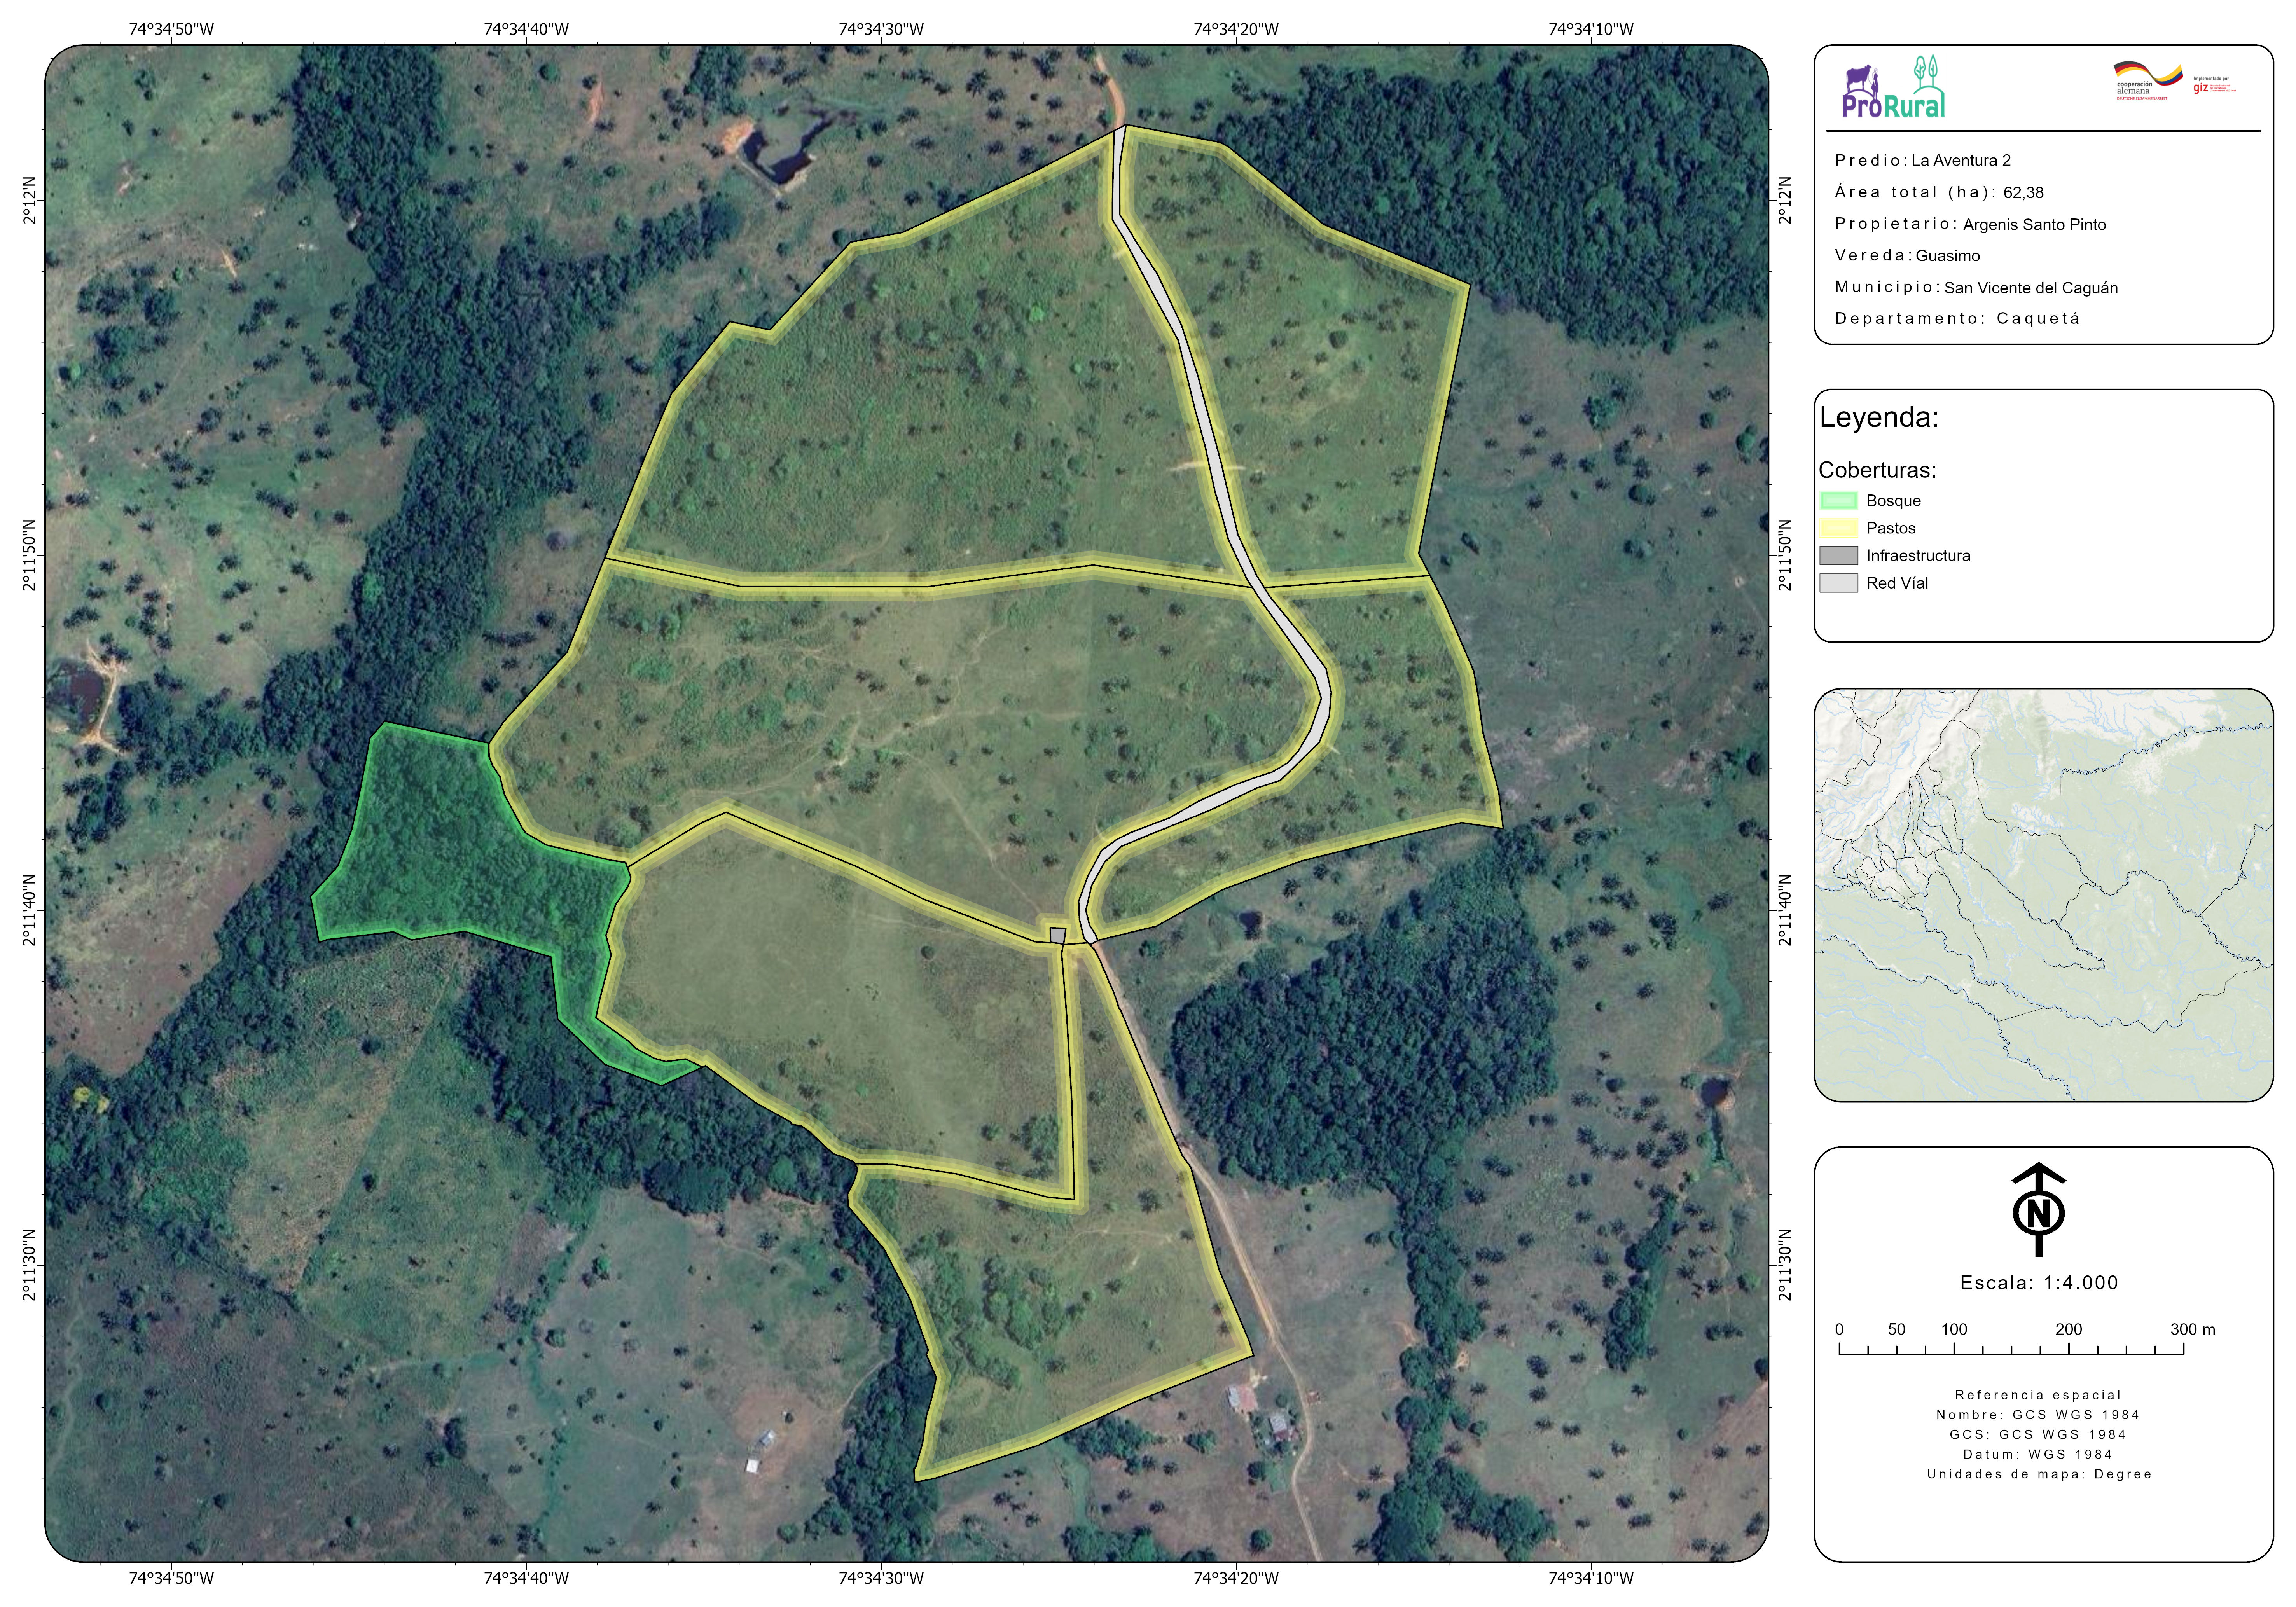 74°34'50"W
74°34'40"W
74°34'30"W
74°34'20"W
74°34'10"W
2°12'N
2°11'50"N
2°11'40"N
2°11'30"N
2°12'N
2°11'50"N
2°11'40"N
2°11'30"N
74°34'50"W
74°34'40"W
74°34'30"W
74°34'20"W
74°34'10"W
ProRural
cooperación
alemana
DEUTSCHE ZUSAMMENARBEIT
Implementado por
giz
Predio: La Aventura 2
Área total (ha): 62,38
Propietario: Argenis Santo Pinto
Vereda: Guasimo
Municipio: San Vicente del Caguán
Departamento: Caquetá
Leyenda:
Coberturas:
Bosque
Pastos
Infraestructura
Red Víal
N
Escala: 1:4.000
0 50 100 200 300 m
Referencia espacial
Nombre: GCS WGS 1984
GCS: GCS WGS 1984
Datum: WGS 1984
Unidades de mapa: Degree